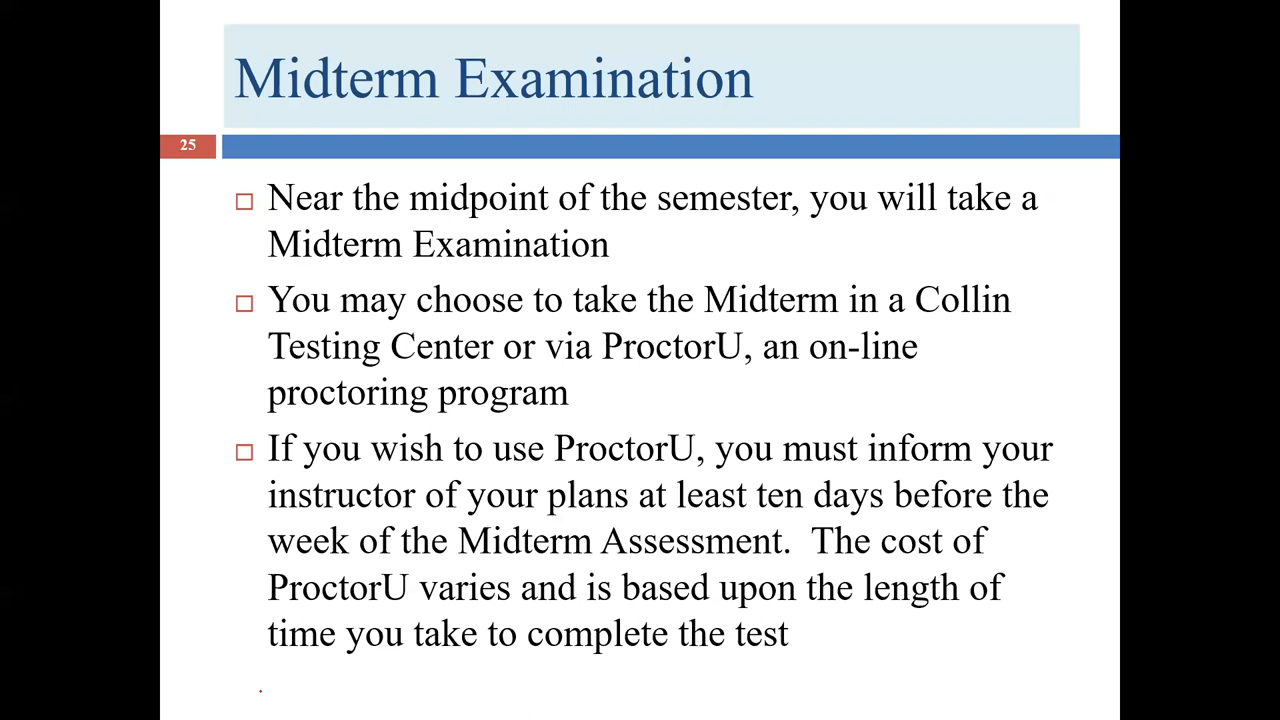 Midterm Examination
25
Near the midpoint of the semester, you will take a
Midterm Examination
You may choose to take the Midterm in a Collin
Testing Center or via ProctorU, an on-line
proctoring program
If you wish to use ProctorU, you must inform your
instructor of your plans at least ten days before the
week of the Midterm Assessment.  The cost of
ProctorU varies and is based upon the length of
time you take to complete the test